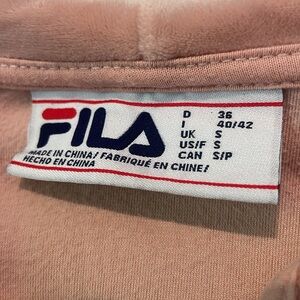 FILA
D 36
I 40/42
UK S
US/F S
CAN S/P
MADE IN CHINA/ FABRIQUÉ EN CHINE/
HECHO EN CHINA